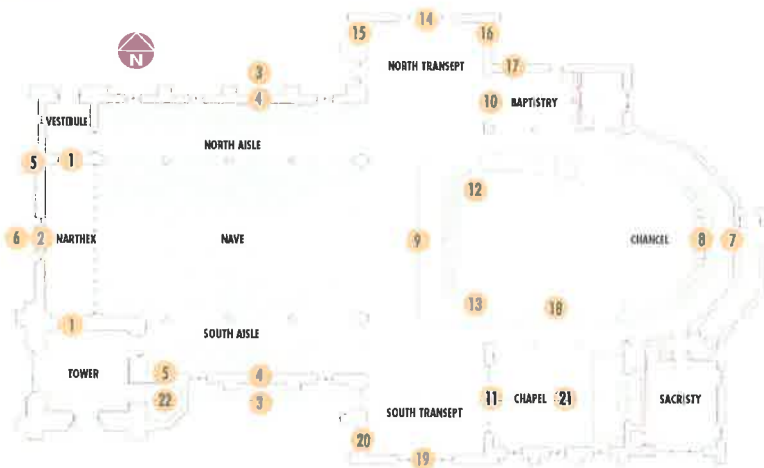 14
15
16
N
NORTH TRANSEPT
17
3
4
10 BAPTISTRY
VESTIBULE
NORTH AISLE
5 1
12
6 2 NARTHEX
NAVE
9
CHANCEL
8 7
13
18
1
SOUTH AISLE
TOWER
5
4
22
3
11 CHAPEL 21
SACRISTY
SOUTH TRANSEPT
20
19